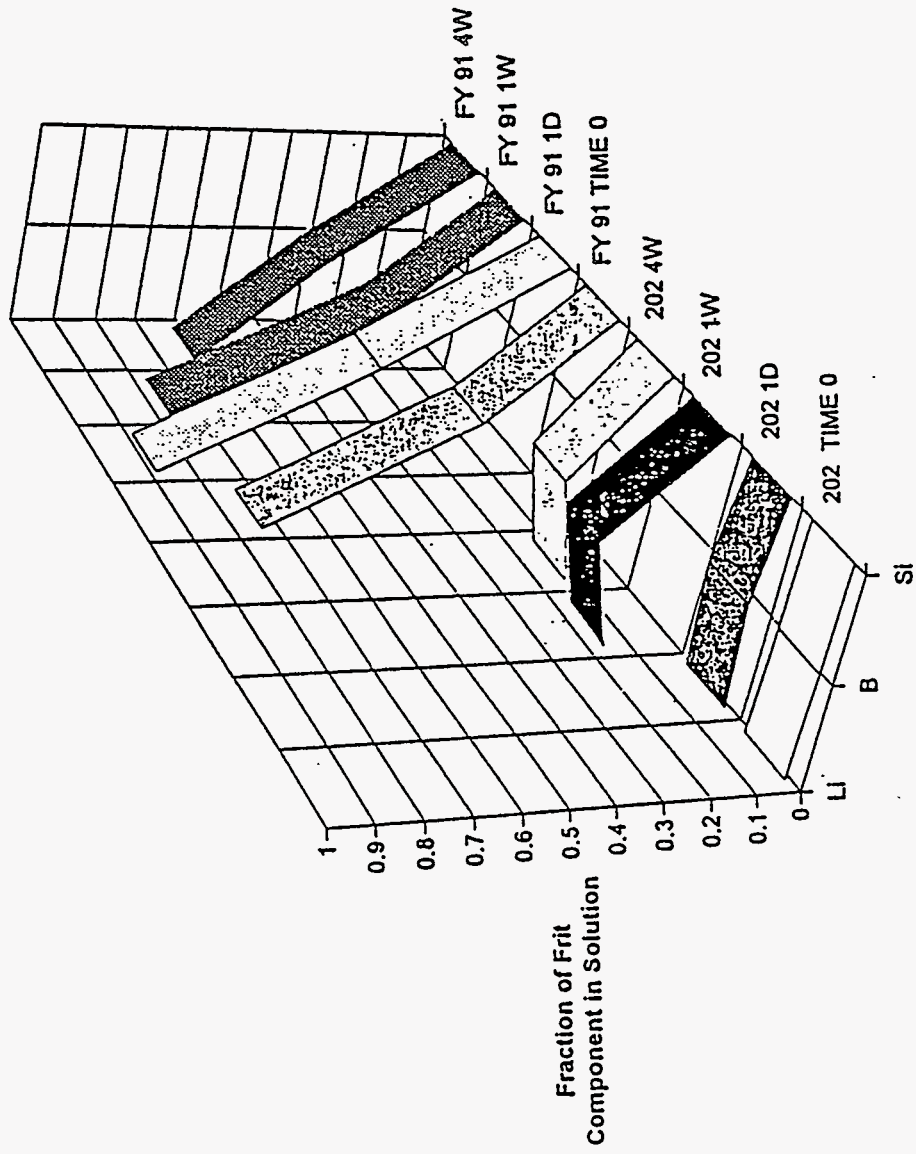 Fraction of Frit
Component in Solution
1
0.9
0.8
0.7
0.6
0.5
0.4
0.3
0.2
0.1
0
Li
B
Si
202 TIME 0
202 1D
202 1W
202 4W
FY 91 TIME 0
FY 91 1D
FY 91 1W
FY 91 4W